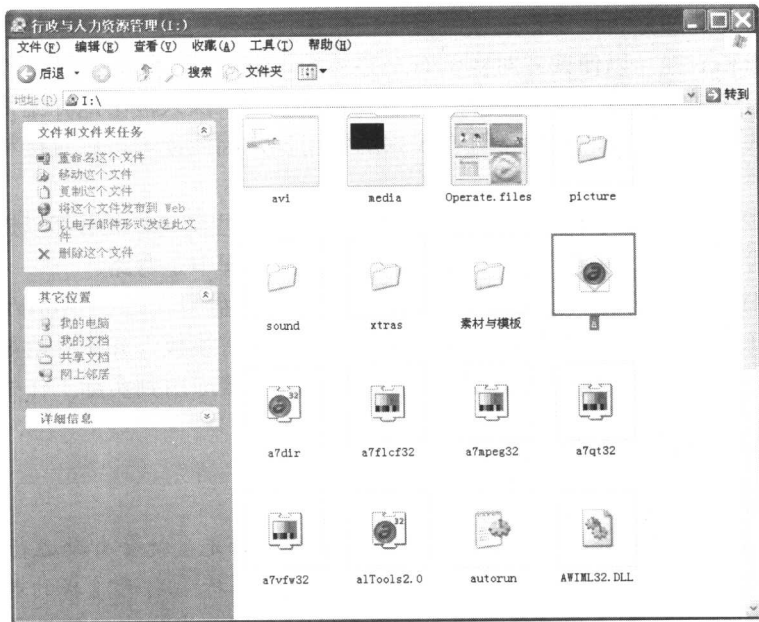 行政与人力资源管理(I:)
文件(F) 编辑(E) 查看(V) 收藏(A) 工具(T) 帮助(H)
后退 搜索 文件夹
地址(D) I:\ 转到
文件和文件夹任务
重命名这个文件
移动这个文件
复制这个文件
将这个文件发布到 Web
以电子邮件形式发送此文
件
删除这个文件
其它位置
我的电脑
我的文档
共享文档
网上邻居
详细信息
avi media Operate.files picture
sound xtras 素材与模板 a
32
a7dir a7flcf32 a7mpeg32 a7qt32
32
a7vfw32 alTools2.0 autorun AWIML32.DLL